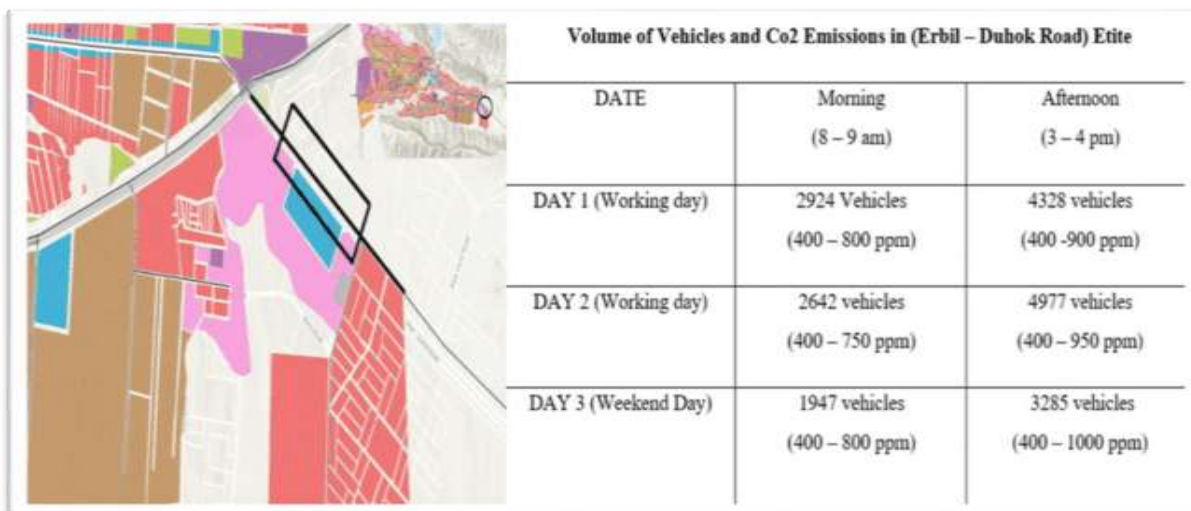 Volume of Vehicles and Co2 Emissions in (Erbil – Duhok Road) Etite
DATE Morning Afternoon
(8 – 9 am) (3 – 4 pm)
DAY 1 (Working day) 2924 Vehicles 4328 vehicles
(400 – 800 ppm) (400 -900 ppm)
DAY 2 (Working day) 2642 vehicles 4977 vehicles
(400 – 750 ppm) (400 – 950 ppm)
DAY 3 (Weekend Day) 1947 vehicles 3285 vehicles
(400 – 800 ppm) (400 – 1000 ppm)